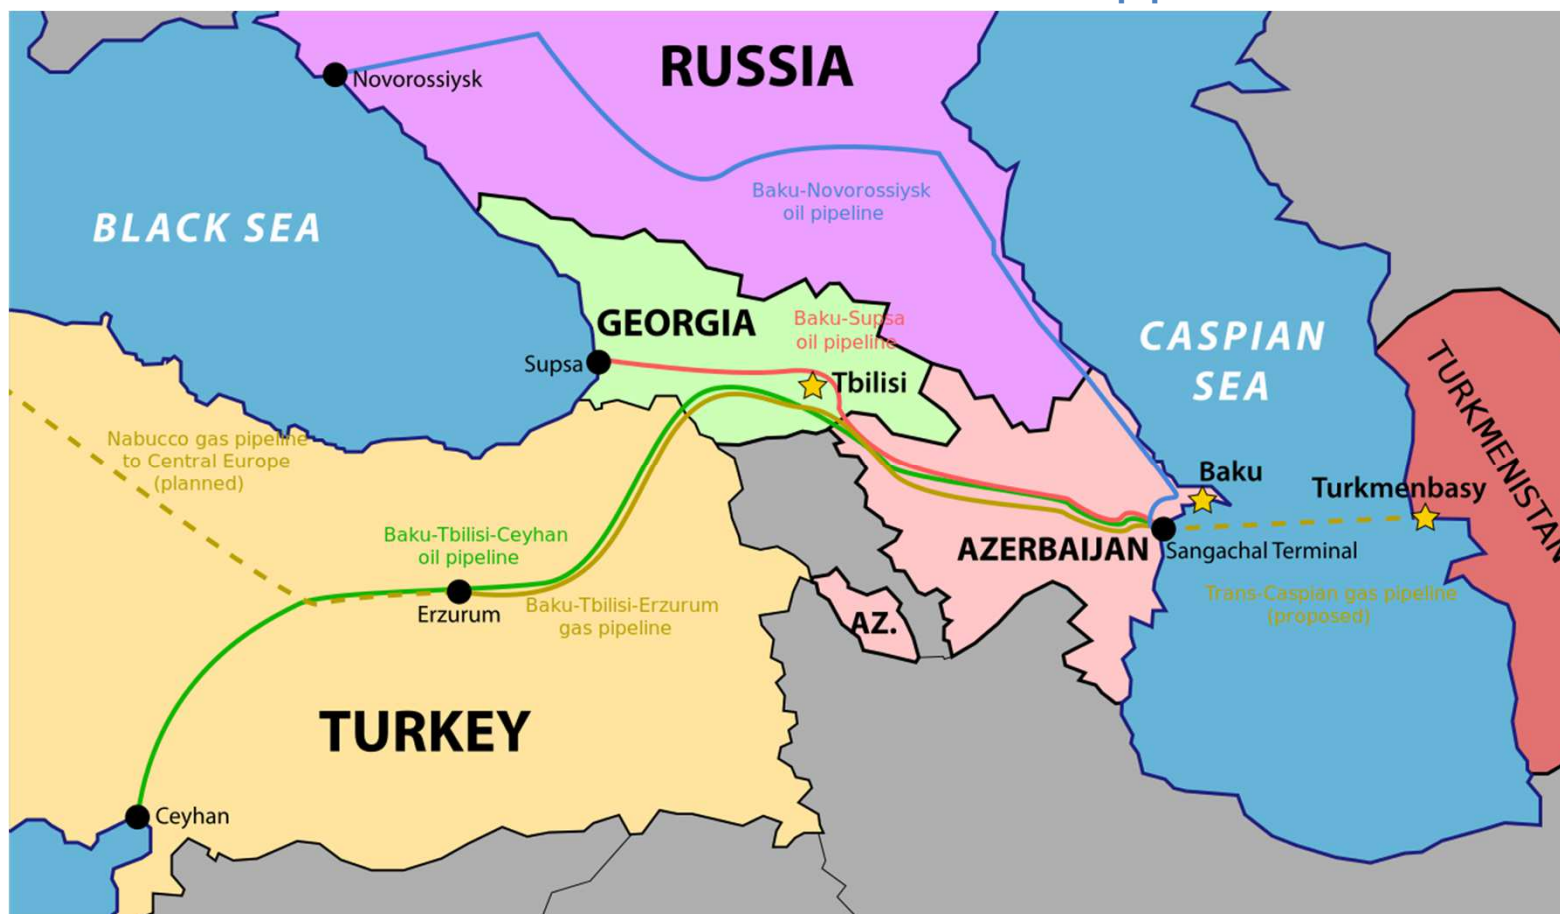 RUSSIA
Novorossiysk
Baku-Novorossiysk
oil pipeline
BLACK SEA
GEORGIA
Baku-Supsa
oil pipeline
CASPIAN
SEA
Supsa
Tbilisi
TURKMENISTAN
Nabucco gas pipeline
to Central Europe
(planned)
Baku
Turkmenbasy
Baku-Tbilisi-Ceyhan
oil pipeline
AZERBAIJAN
Sangachal Terminal
Erzurum
Baku-Tbilisi-Erzurum
gas pipeline
Trans-Caspian gas pipeline
(proposed)
AZ.
TURKEY
Ceyhan